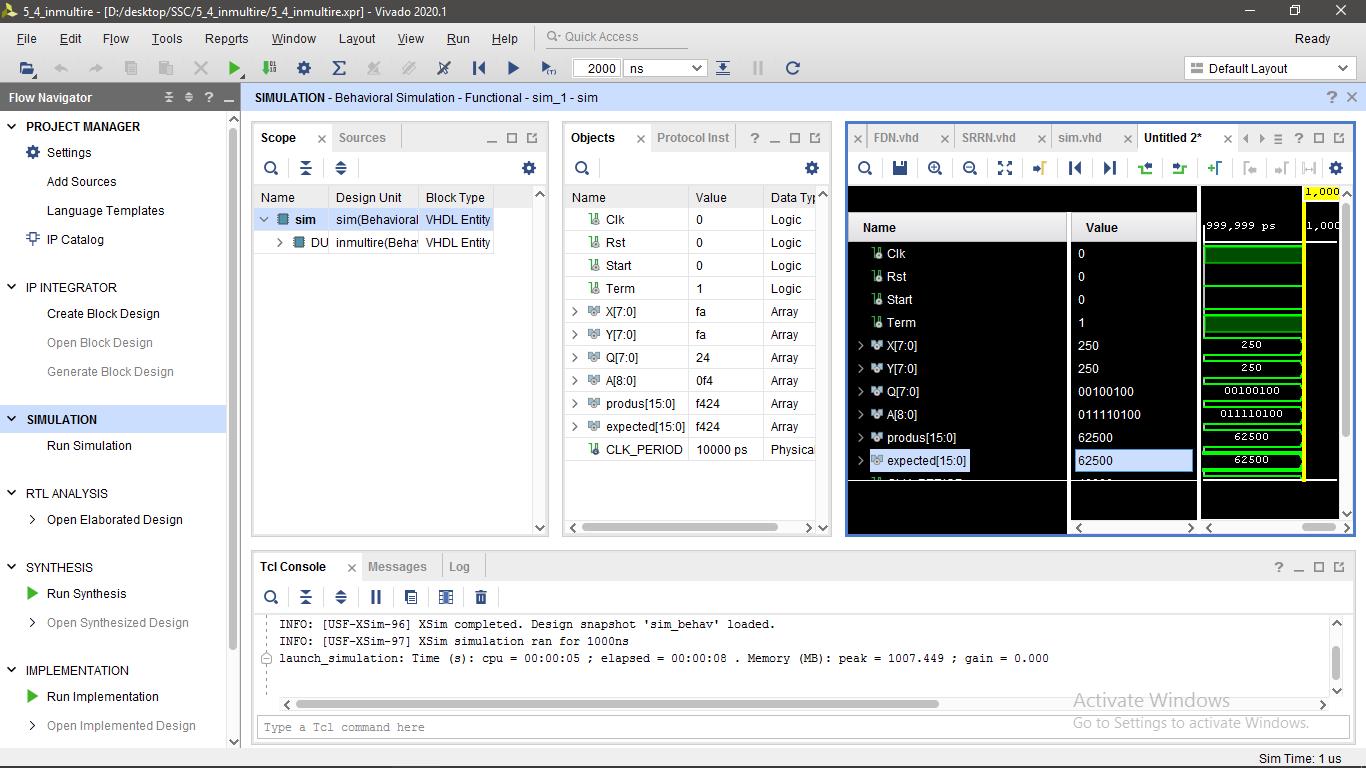 5_4_inmultire - [D:/desktop/SSC/5_4_inmultire/5_4_inmultire.xpr] - Vivado 2020.1
File Edit Flow Tools Reports Window Layout View Run Help Quick Access Ready
2000 ns Default Layout
Flow Navigator
SIMULATION - Behavioral Simulation - Functional - sim_1 - sim
PROJECT MANAGER
Settings
Add Sources
Language Templates
IP Catalog
IP INTEGRATOR
Create Block Design
Open Block Design
Generate Block Design
SIMULATION
Run Simulation
RTL ANALYSIS
Open Elaborated Design
SYNTHESIS
Run Synthesis
Open Synthesized Design
IMPLEMENTATION
Run Implementation
Open Implemented Design
Scope Sources
Name Design Unit Block Type
sim sim(Behavioral VHDL Entity
DU inmultire(Beha VHDL Entity
Objects Protocol Inst
Name Value Data Ty
Clk 0 Logic
Rst 0 Logic
Start 0 Logic
Term 1 Logic
X[7:0] fa Array
Y[7:0] fa Array
Q[7:0] 24 Array
A[8:0] 0f4 Array
produs[15:0] f424 Array
expected[15:0] f424 Array
CLK_PERIOD 10000 ps Physica
FDN.vhd SRRN.vhd sim.vhd Untitled 2*
1,000
999,999 ps 1,000
Name Value
Clk 0
Rst 0
Start 0
Term 1
X[7:0] 250 250
Y[7:0] 250 250
Q[7:0] 00100100 00100100
A[8:0] 011110100 011110100
produs[15:0] 62500 62500
expected[15:0] 62500 62500
Tcl Console Messages Log
INFO: [USF-XSim-96] XSim completed. Design snapshot 'sim_behav' loaded.
INFO: [USF-XSim-97] XSim simulation ran for 1000ns
launch_simulation: Time (s): cpu = 00:00:05 ; elapsed = 00:00:08 . Memory (MB): peak = 1007.449 ; gain = 0.000
Type a Tcl command here
Activate Windows
Go to Settings to activate Windows.
Sim Time: 1 us